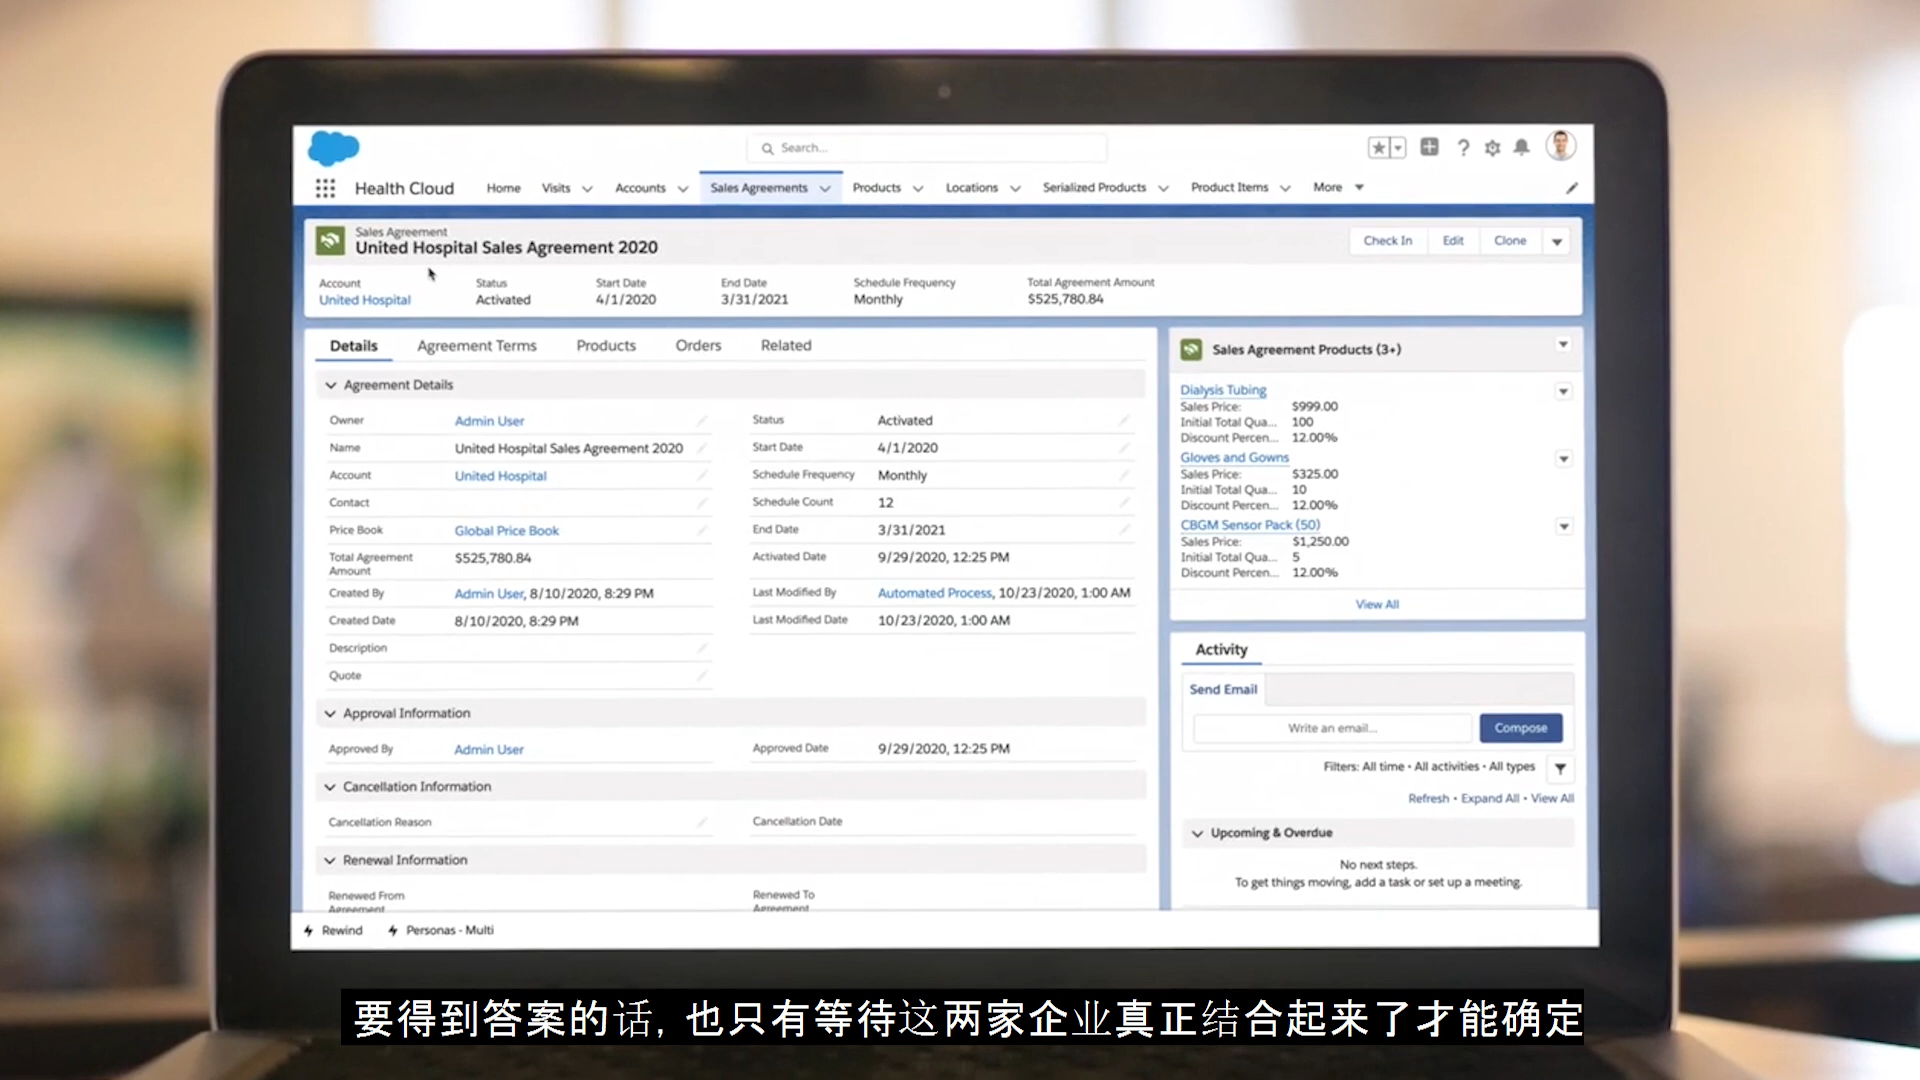 Search...
Health Cloud
Home
Visits
Accounts
Sales Agreements
Products
Locations
Serialized Products
Product Items
More
Sales Agreement
United Hospital Sales Agreement 2020
Check In
Edit
Clone
Account
United Hospital
Status
Activated
Start Date
4/1/2020
End Date
3/31/2021
Schedule Frequency
Monthly
Total Agreement Amount
$525,780.84
Details
Agreement Terms
Products
Orders
Related
Agreement Details
Owner
Admin User
Status
Activated
Name
United Hospital Sales Agreement 2020
Start Date
4/1/2020
Account
United Hospital
Schedule Frequency
Monthly
Contact
Schedule Count
12
Price Book
Global Price Book
End Date
3/31/2021
Total Agreement
Amount
$525,780.84
Activated Date
9/29/2020, 12:25 PM
Created By
Admin User, 8/10/2020, 8:29 PM
Last Modified By
Automated Process, 10/23/2020, 1:00 AM
Created Date
8/10/2020, 8:29 PM
Last Modified Date
10/23/2020, 1:00 AM
Description
Quote
Approval Information
Approved By
Admin User
Approved Date
9/29/2020, 12:25 PM
Cancellation Information
Cancellation Reason
Cancellation Date
Renewal Information
Renewed From
Agreement
Renewed To
Agreement
Sales Agreement Products (3+)
Dialysis Tubing
Sales Price: $999.00
Initial Total Qua... 100
Discount Percen... 12.00%
Gloves and Gowns
Sales Price: $325.00
Initial Total Qua... 10
Discount Percen... 12.00%
CBGM Sensor Pack (50)
Sales Price: $1,250.00
Initial Total Qua... 5
Discount Percen... 12.00%
View All
Activity
Send Email
Write an email...
Compose
Filters: All time • All activities • All types
Refresh • Expand All • View All
Upcoming & Overdue
No next steps.
To get things moving, add a task or set up a meeting.
Rewind
Personas - Multi
要得到答案的话, 也只有等待这两家企业真正结合起来了才能确定